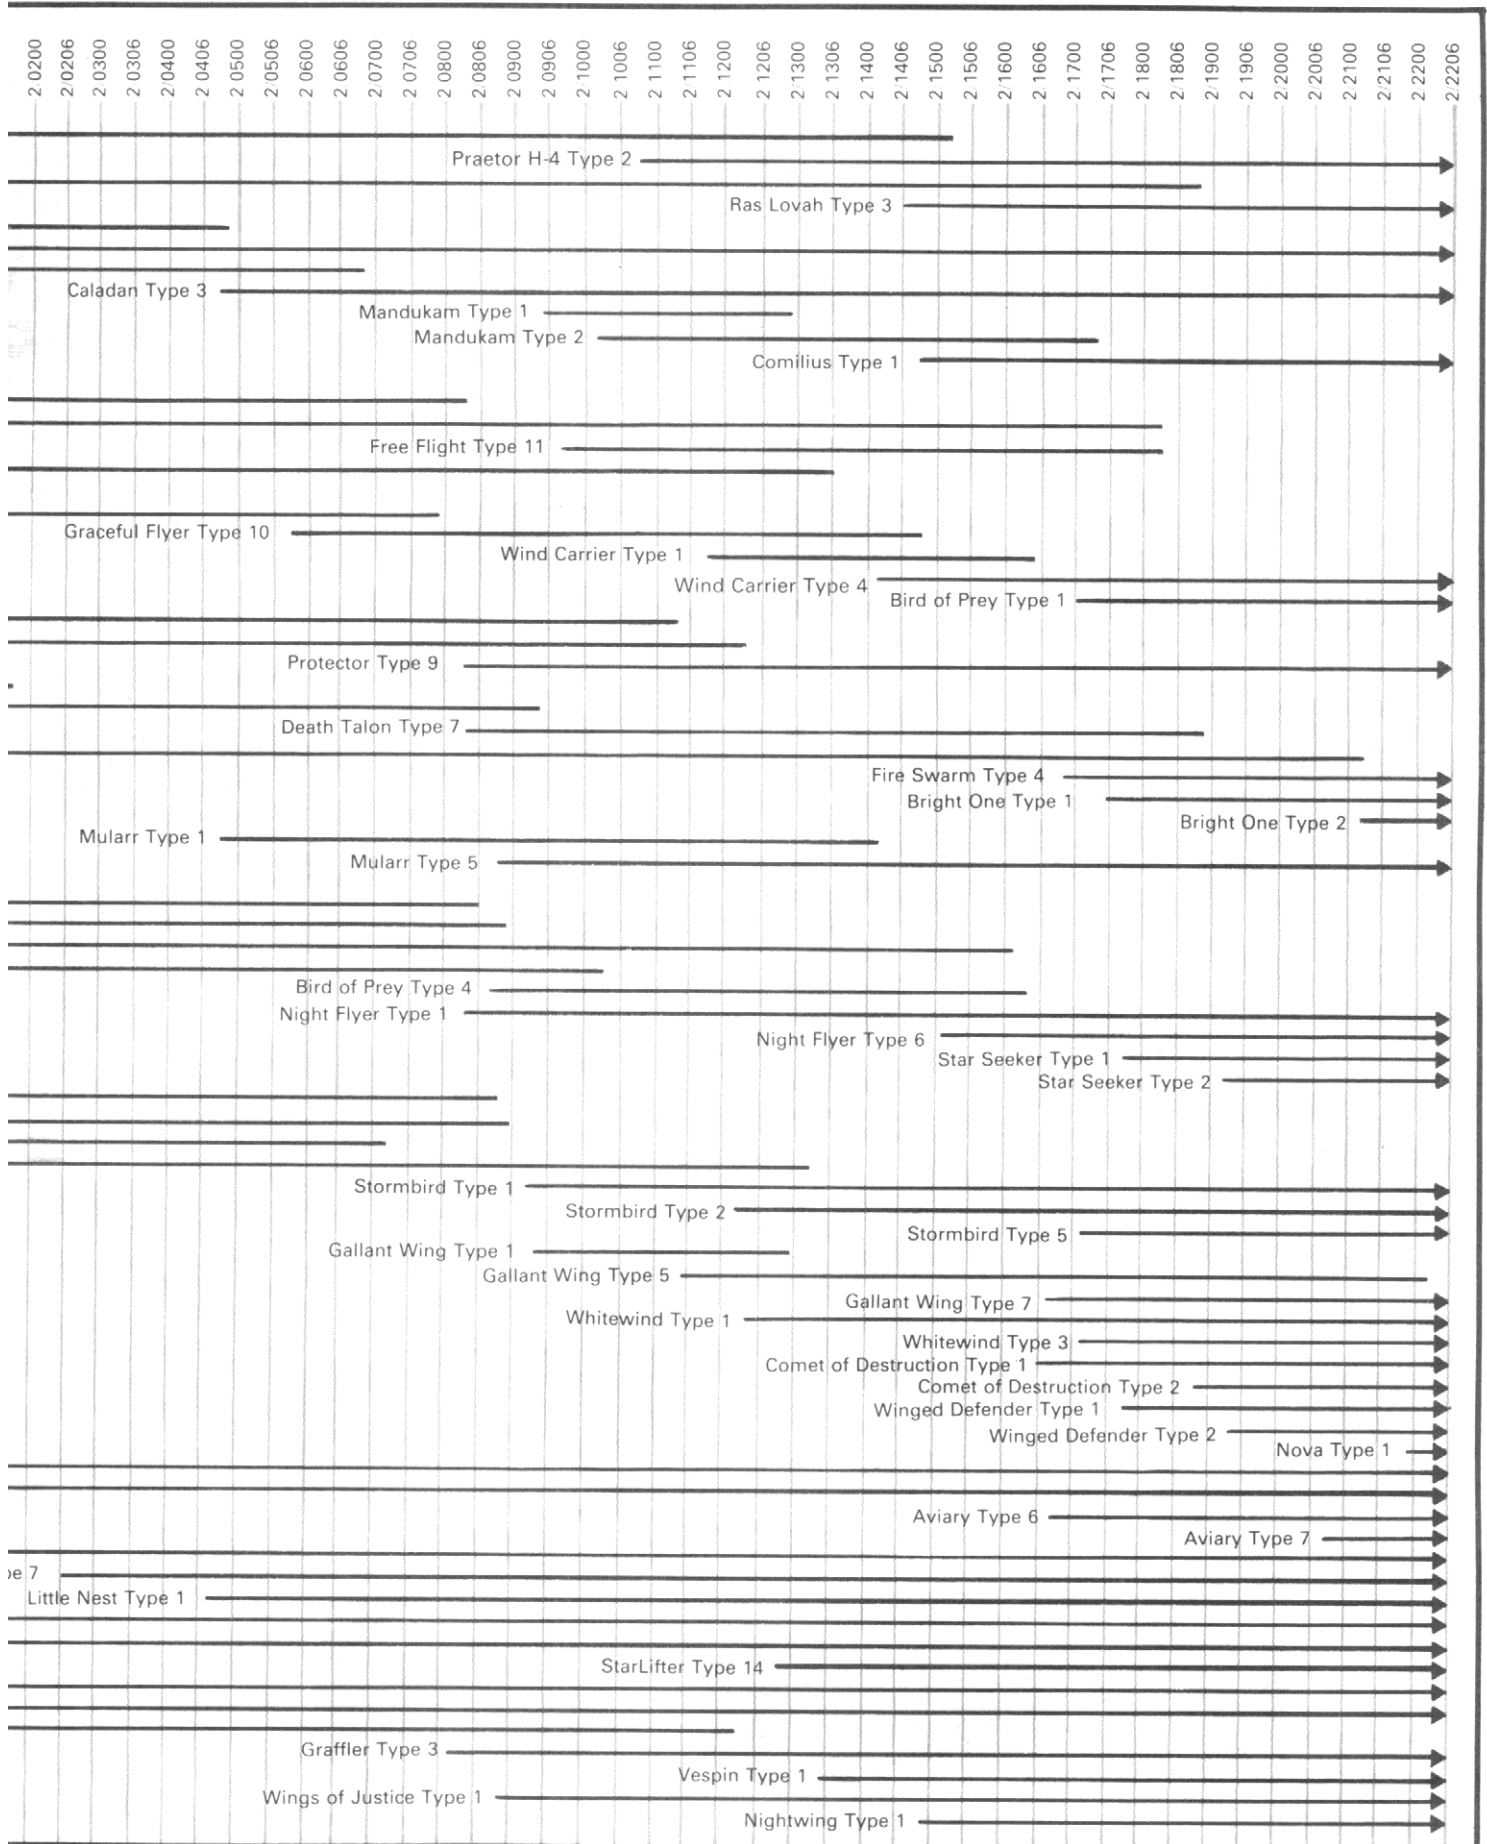 2/0200 2/0206 2/0300 2/0306 2/0400 2/0406 2/0500 2/0506 2/0600 2/0606 2/0700 2/0706 2/0800 2/0806 2/0900 2/0906 2/1000 2/1006 2/1100 2/1106 2/1200 2/1206 2/1300 2/1306 2/1400 2/1406 2/1500 2/1506 2/1600 2/1606 2/1700 2/1706 2/1800 2/1806 2/1900 2/1906 2/2000 2/2006 2/2100 2/2106 2/2200 2/2206
Praetor H-4 Type 2
Ras Lovah Type 3
Caladan Type 3
Mandukam Type 1
Mandukam Type 2
Comilius Type 1
Free Flight Type 11
Graceful Flyer Type 10
Wind Carrier Type 1
Wind Carrier Type 4
Bird of Prey Type 1
Protector Type 9
Death Talon Type 7
Fire Swarm Type 4
Bright One Type 1
Bright One Type 2
Mularr Type 1
Mularr Type 5
Bird of Prey Type 4
Night Flyer Type 1
Night Flyer Type 6
Star Seeker Type 1
Star Seeker Type 2
Stormbird Type 1
Stormbird Type 2
Stormbird Type 5
Gallant Wing Type 1
Gallant Wing Type 5
Gallant Wing Type 7
Whitewind Type 1
Whitewind Type 3
Comet of Destruction Type 1
Comet of Destruction Type 2
Winged Defender Type 1
Winged Defender Type 2
Nova Type 1
Aviary Type 6
Aviary Type 7
pe 7
Little Nest Type 1
StarLifter Type 14
Graffler Type 3
Vespin Type 1
Wings of Justice Type 1
Nightwing Type 1